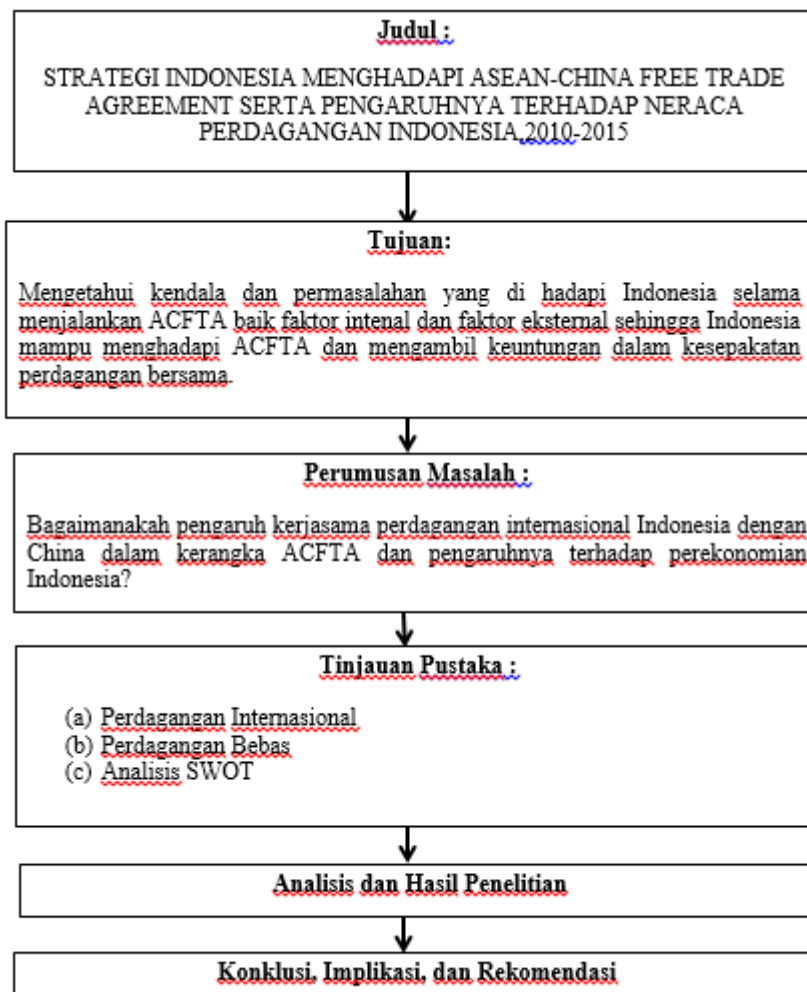 Judul :
STRATEGI INDONESIA MENGHADAPI ASEAN-CHINA FREE TRADE
AGREEMENT SERTA PENGARUHNYA TERHADAP NERACA
PERDAGANGAN INDONESIA,2010-2015
Tujuan:
Mengetahui kendala dan permasalahan yang di hadapi Indonesia selama
menjalankan ACFTA baik faktor intenal dan faktor eksternal sehingga Indonesia
mampu menghadapi ACFTA dan mengambil keuntungan dalam kesepakatan
perdagangan bersama.
Perumusan Masalah :
Bagaimanakah pengaruh kerjasama perdagangan internasional Indonesia dengan
China dalam kerangka ACFTA dan pengaruhnya terhadap perekonomian
Indonesia?
Tinjauan Pustaka :
(a) Perdagangan Internasional
(b) Perdagangan Bebas
(c) Analisis SWOT
Analisis dan Hasil Penelitian
Konklusi, Implikasi, dan Rekomendasi